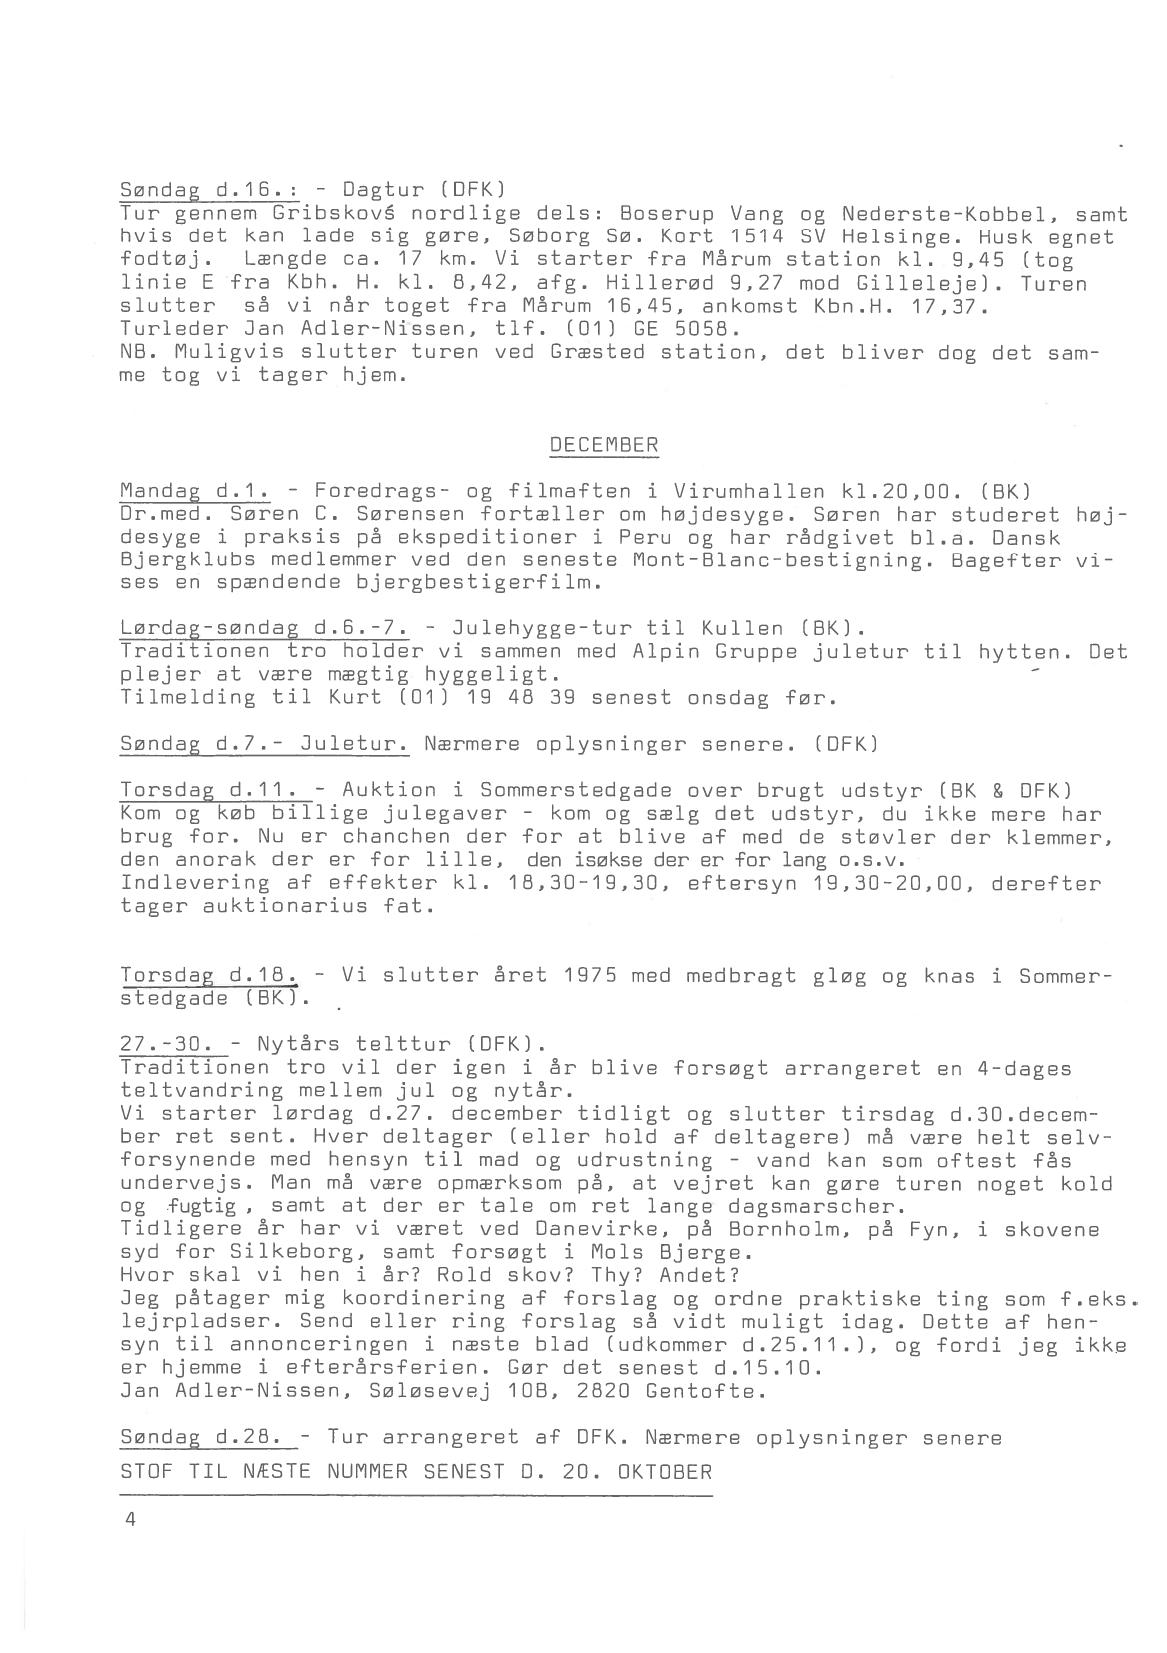 Søndag d.16.: - Dagtur (DFK)
Tur gennem Gribskovś nordlige dels: Boserup Vang og Nederste-Kobbel, samt
hvis det kan lade sig gøre, Søborg Sø. Kort 1514 SV Helsinge. Husk egnet
fodtøj. Længde ca. 17 km. Vi starter fra Mårum station kl. 9,45 (tog
linie E fra Kbh. H. kl. 8,42, afg. Hillerød 9,27 mod Gilleleje). Turen
slutter så vi når toget fra Mårum 16,45, ankomst Kbn.H. 17,37.
Turleder Jan Adler-Nissen, tlf. (01) GE 5058.
NB. Muligvis slutter turen ved Græsted station, det bliver dog det sam-
me tog vi tager hjem.
DECEMBER
Mandag d.1. - Foredrags- og filmaften i Virumhallen kl.20,00. (BK)
Dr.med. Søren C. Sørensen fortæller om højdesyge. Søren har studeret høj-
desyge i praksis på ekspeditioner i Peru og har rådgivet bl.a. Dansk
Bjergklubs medlemmer ved den seneste Mont-Blanc-bestigning. Bagefter vi-
ses en spændende bjergbestigerfilm.
Lørdag-søndag d.6.-7. - Julehygge-tur til Kullen (BK).
Traditionen tro holder vi sammen med Alpin Gruppe juletur til hytten. Det
plejer at være mægtig hyggeligt.
Tilmelding til Kurt (01) 19 48 39 senest onsdag før.
Søndag d.7.- Juletur. Nærmere oplysninger senere. (DFK)
Torsdag d.11. - Auktion i Sommerstedgade over brugt udstyr (BK & DFK)
Kom og køb billige julegaver - kom og sælg det udstyr, du ikke mere har
brug for. Nu er chanchen der for at blive af med de støvler der klemmer,
den anorak der er for lille, den isøkse der er for lang o.s.v.
Indlevering af effekter kl. 18,30-19,30, eftersyn 19,30-20,00, derefter
tager auktionarius fat.
Torsdag d.18. - Vi slutter året 1975 med medbragt gløg og knas i Sommer-
stedgade (BK).
27.-30. - Nytårs telttur (DFK).
Traditionen tro vil der igen i år blive forsøgt arrangeret en 4-dages
teltvandring mellem jul og nytår.
Vi starter lørdag d.27. december tidligt og slutter tirsdag d.30.decem-
ber ret sent. Hver deltager (eller hold af deltagere) må være helt selv-
forsynende med hensyn til mad og udrustning - vand kan som oftest fås
undervejs. Man må være opmærksom på, at vejret kan gøre turen noget kold
og fugtig, samt at der er tale om ret lange dagsmarscher.
Tidligere år har vi været ved Danevirke, på Bornholm, på Fyn, i skovene
syd for Silkeborg, samt forsøgt i Mols Bjerge.
Hvor skal vi hen i år? Rold skov? Thy? Andet?
Jeg påtager mig koordinering af forslag og ordne praktiske ting som f.eks.
lejrpladser. Send eller ring forslag så vidt muligt idag. Dette af hen-
syn til annonceringen i næste blad (udkommer d.25.11.), og fordi jeg ikke
er hjemme i efterårsferien. Gør det senest d.15.10.
Jan Adler-Nissen, Søløsevej 10B, 2820 Gentofte.
Søndag d.28. - Tur arrangeret af DFK. Nærmere oplysninger senere
STOF TIL NÆSTE NUMMER SENEST D. 20. OKTOBER
4